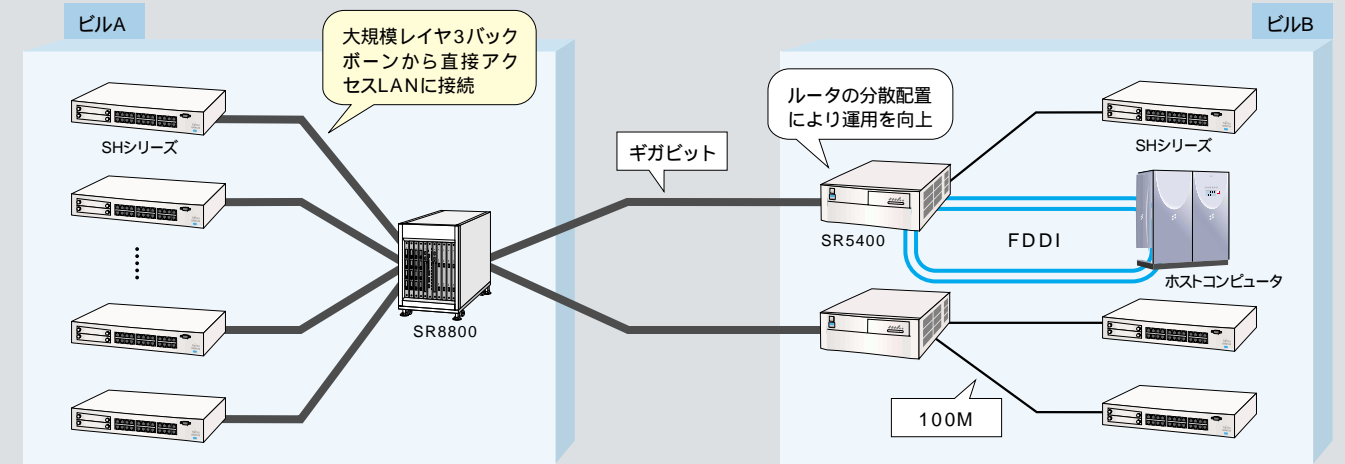 ビルA
ビルB
大規模レイヤ3バック
ボーンから直接アク
セスLANに接続
ルータの分散配置
により運用を向上
ギガビット
SHシリーズ
SHシリーズ
SR5400
FDDI
ホストコンピュータ
SR8800
100M